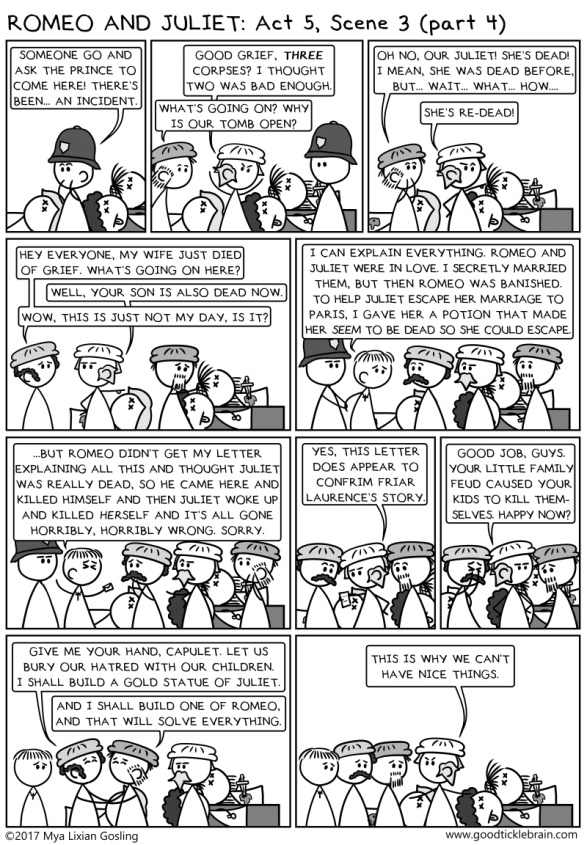 ROMEO AND JULIET: Act 5, Scene 3 (part 4)
SOMEONE GO AND
ASK THE PRINCE TO
COME HERE! THERE'S
BEEN... AN INCIDENT.
GOOD GRIEF, THREE
CORPSES? I THOUGHT
TWO WAS BAD ENOUGH.
WHAT'S GOING ON? WHY
IS OUR TOMB OPEN?
OH NO, OUR JULIET! SHE'S DEAD!
I MEAN, SHE WAS DEAD BEFORE,
BUT... WAIT... WHAT... HOW....
SHE'S RE-DEAD!
HEY EVERYONE, MY WIFE JUST DIED
OF GRIEF. WHAT'S GOING ON HERE?
WELL, YOUR SON IS ALSO DEAD NOW.
WOW, THIS IS JUST NOT MY DAY, IS IT?
I CAN EXPLAIN EVERYTHING. ROMEO AND
JULIET WERE IN LOVE. I SECRETLY MARRIED
THEM, BUT THEN ROMEO WAS BANISHED.
TO HELP JULIET ESCAPE HER MARRIAGE TO
PARIS, I GAVE HER A POTION THAT MADE
HER SEEM TO BE DEAD SO SHE COULD ESCAPE.
...BUT ROMEO DIDN'T GET MY LETTER
EXPLAINING ALL THIS AND THOUGHT JULIET
WAS REALLY DEAD, SO HE CAME HERE AND
KILLED HIMSELF AND THEN JULIET WOKE UP
AND KILLED HERSELF AND IT'S ALL GONE
HORRIBLY, HORRIBLY WRONG. SORRY.
YES, THIS LETTER
DOES APPEAR TO
CONFRIM FRIAR
LAURENCE'S STORY.
GOOD JOB, GUYS.
YOUR LITTLE FAMILY
FEUD CAUSED YOUR
KIDS TO KILL THEM-
SELVES. HAPPY NOW?
GIVE ME YOUR HAND, CAPULET. LET US
BURY OUR HATRED WITH OUR CHILDREN.
I SHALL BUILD A GOLD STATUE OF JULIET.
AND I SHALL BUILD ONE OF ROMEO,
AND THAT WILL SOLVE EVERYTHING.
THIS IS WHY WE CAN'T
HAVE NICE THINGS.
©2017 Mya Lixian Gosling
www.goodticklebrain.com